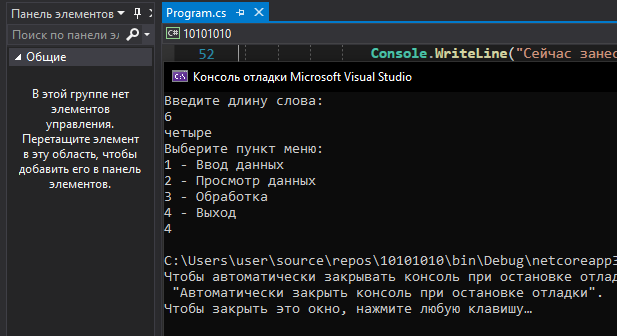 Панель элементов
Поиск по панели эл
Общие
В этой группе нет
элементов
управления.
Перетащите элемент
в эту область, чтобы
добавить его в панель
элементов.
Program.cs
C# 10101010
52 Console.WriteLine("Сейчас занес
C:\ Консоль отладки Microsoft Visual Studio
Введите длину слова:
6
четыре
Выберите пункт меню:
1 - Ввод данных
2 - Просмотр данных
3 - Обработка
4 - Выход
4
C:\Users\user\source\repos\10101010\bin\Debug\netcoreapp3
Чтобы автоматически закрывать консоль при остановке отлад
"Автоматически закрыть консоль при остановке отладки".
Чтобы закрыть это окно, нажмите любую клавишу…